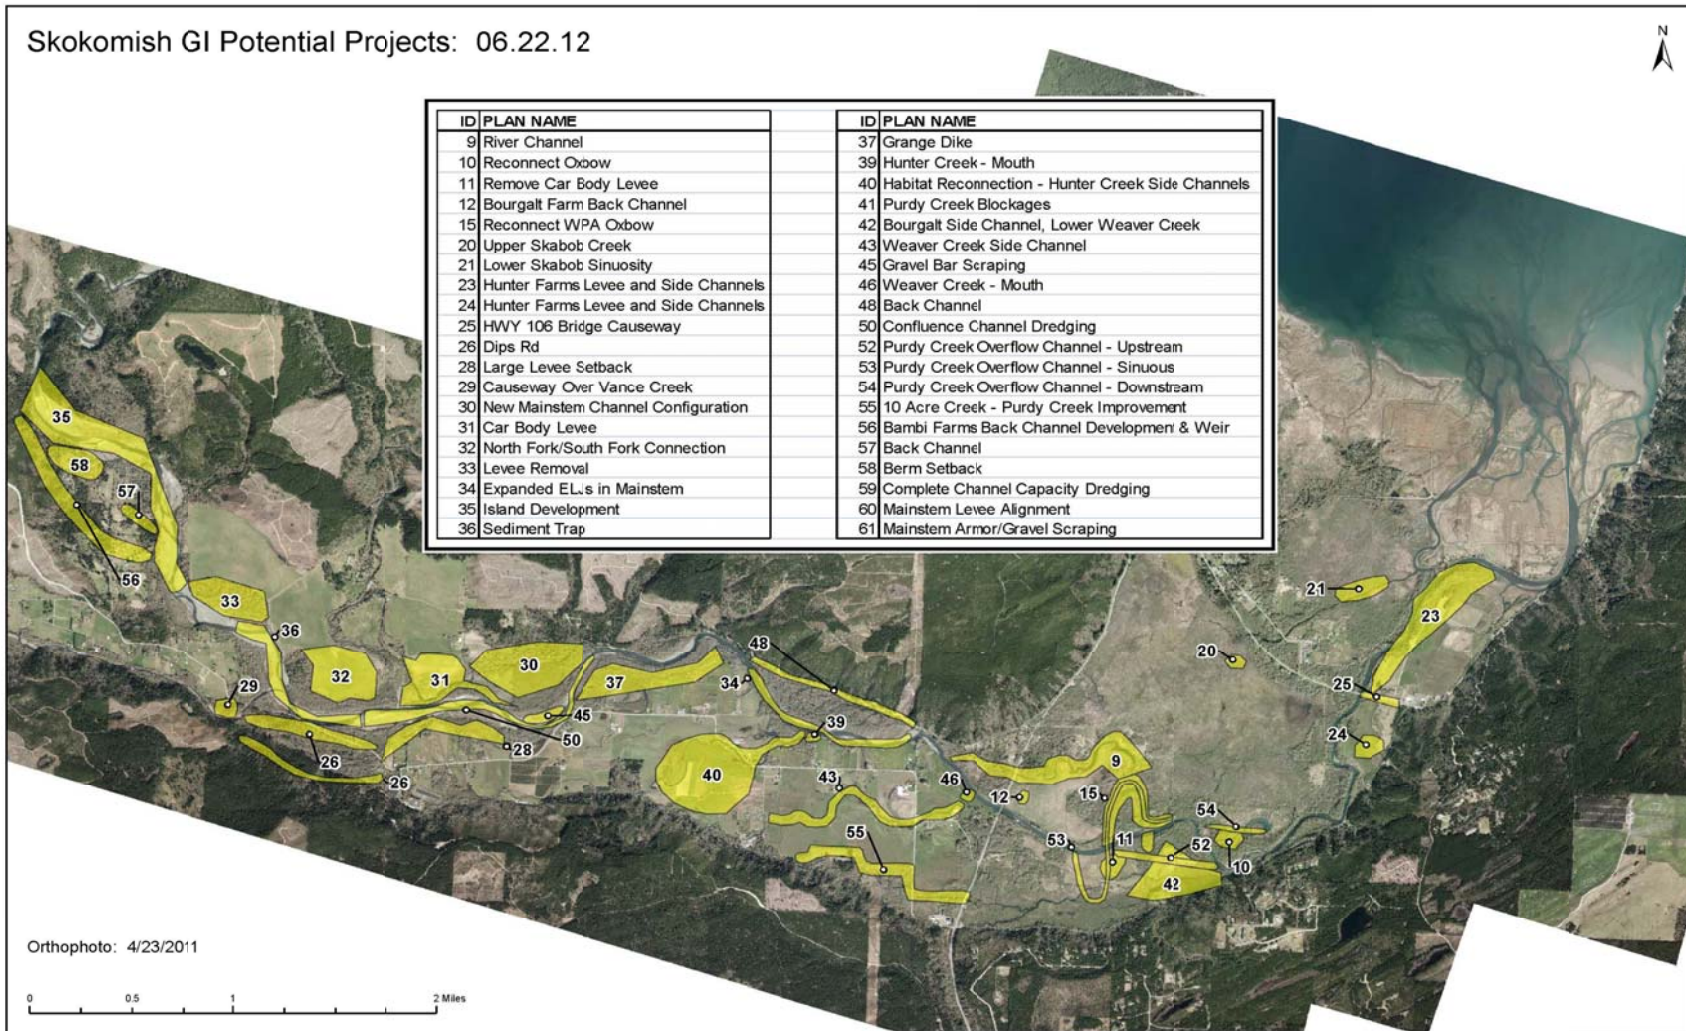 Skokomish GI Potential Projects: 06.22.12
N
ID PLAN NAME
9 River Channel
10 Reconnect Oxbow
11 Remove Car Body Levee
12 Bourgalt Farm Back Channel
15 Reconnect WPA Oxbow
20 Upper Skabob Creek
21 Lower Skabob Sinuosity
23 Hunter Farms Levee and Side Channels
24 Hunter Farms Levee and Side Channels
25 HWY 106 Bridge Causeway
26 Dips Rd
28 Large Levee Setback
29 Causeway Over Vance Creek
30 New Mainstem Channel Configuration
31 Car Body Levee
32 North Fork/South Fork Connection
33 Levee Removal
34 Expanded ELJs in Mainstem
35 Island Development
36 Sediment Trap
ID PLAN NAME
37 Grange Dike
39 Hunter Creek - Mouth
40 Habitat Reconnection - Hunter Creek Side Channels
41 Purdy Creek Blockages
42 Bourgalt Side Channel, Lower Weaver Creek
43 Weaver Creek Side Channel
45 Gravel Bar Scraping
46 Weaver Creek - Mouth
48 Back Channel
50 Confluence Channel Dredging
52 Purdy Creek Overflow Channel - Upstream
53 Purdy Creek Overflow Channel - Sinuous
54 Purdy Creek Overflow Channel - Downstream
55 10 Acre Creek - Purdy Creek Improvement
56 Bambi Farms Back Channel Development & Weir
57 Back Channel
58 Berm Setback
59 Complete Channel Capacity Dredging
60 Mainstem Levee Alignment
61 Mainstem Armor/Gravel Scraping
35
58
57
56
33
36
29
32
31
30
37
26
26
28
50
45
34
48
39
40
43
46
55
12
9
15
53
11
52
42
54
10
20
21
23
25
24
Orthophoto: 4/23/2011
0 0.5 1 2 Miles